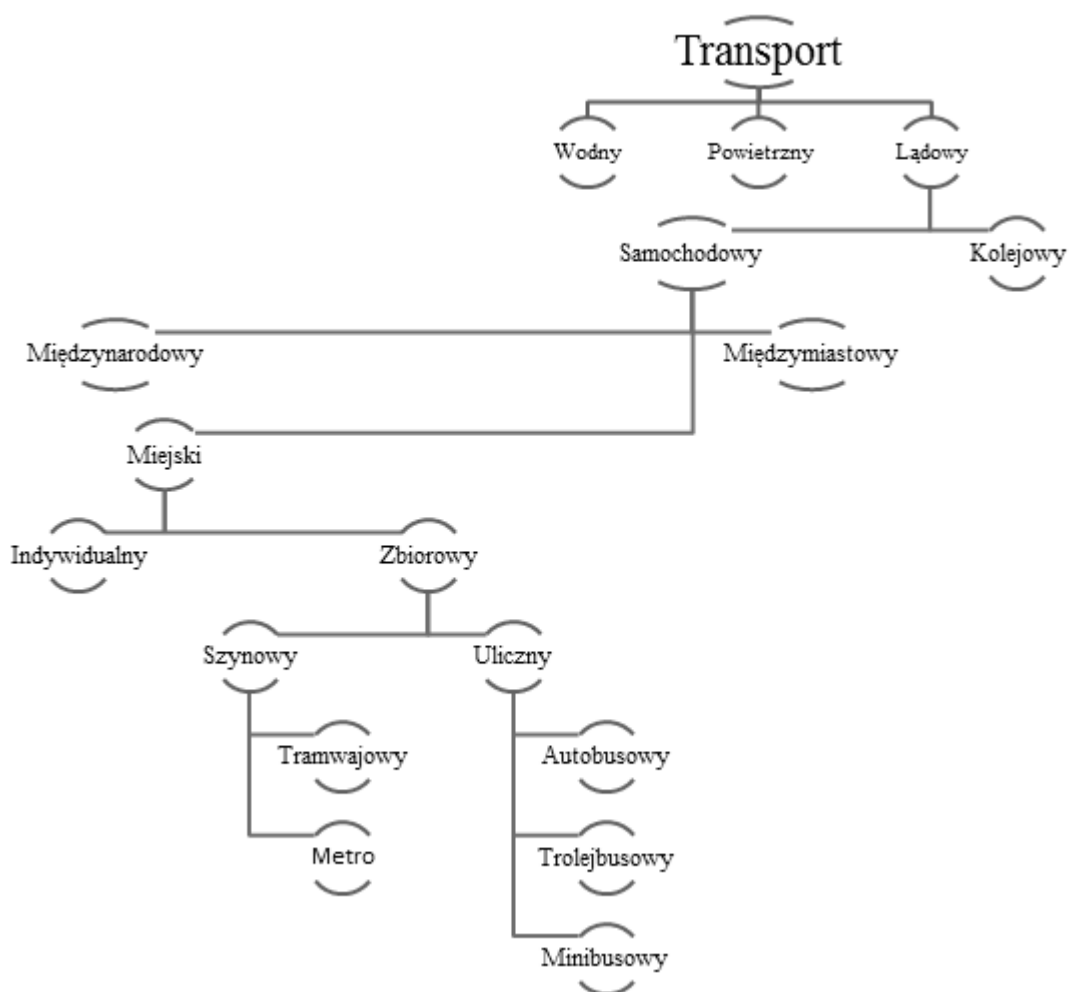 Transport
Wodny
Powietrzny
Lądowy
Samochodowy
Kolejowy
Międzynarodowy
Międzymiastowy
Miejski
Indywidualny
Zbiorowy
Szynowy
Uliczny
Tramwajowy
Autobusowy
Metro
Trolejbusowy
Minibusowy